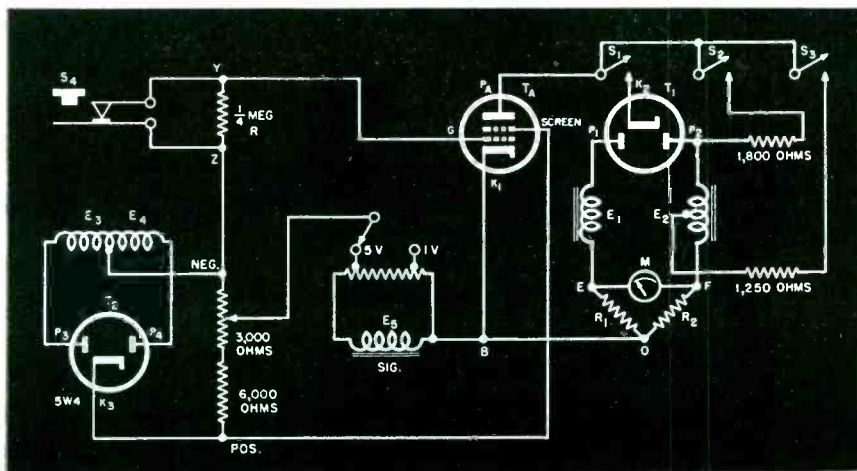 S1
S2
S3
S4
Y
PA
TA
K2
T1
1/4 MEG
R
G
SCREEN
P1
P2
Z
K1
1,800 OHMS
E3
E4
E1
E2
NEG.
5V
1V
M
T2
E
F
1,250 OHMS
P3
P4
3,000
OHMS
E5
R1
R2
SIG.
B
O
5W4
K3
6,000
OHMS
POS.